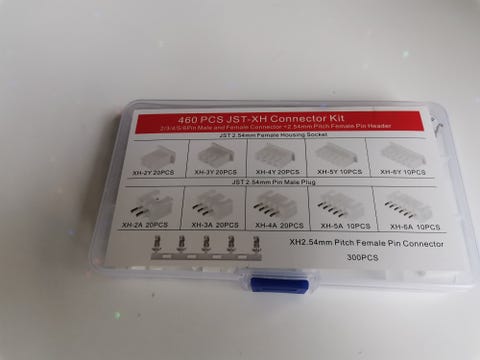 460 PCS JST-XH Connector Kit
2/3/4/5/6Pin Male and Female Connector +2.54mm Pitch Female Pin Header
JST 2.54mm Female Housing Socket
XH-2Y 20PCS XH-3Y 20PCS XH-4Y 20PCS XH-5Y 10PCS XH-6Y 10PCS
JST 2.54mm Pin Male Plug
XH-2A 20PCS XH-3A 20PCS XH-4A 20PCS XH-5A 10PCS XH-6A 10PCS
XH2.54mm Pitch Female Pin Connector
300PCS